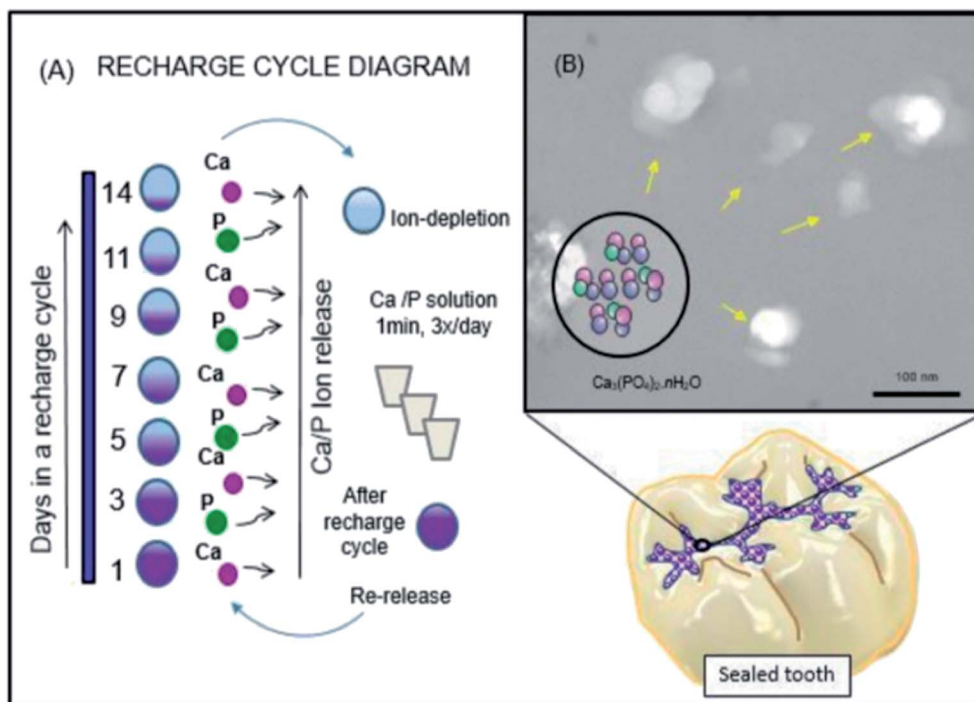 (A) RECHARGE CYCLE DIAGRAM
Days in a recharge cycle
14
11
9
7
5
3
1
Ca
P
Ca
P
Ca
P
Ca
P
Ca
Ca/P Ion release
Ion-depletion
Ca /P solution
1min, 3x/day
After
recharge
cycle
Re-release
(B)
Ca₃(PO₄)₂.nH₂O
100 nm
Sealed tooth